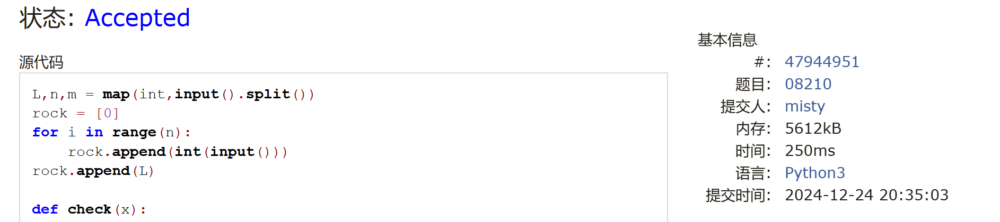 状态: Accepted
源代码
L,n,m = map(int,input().split())
rock = [0]
for i in range(n):
    rock.append(int(input()))
rock.append(L)
def check(x):
基本信息
#: 47944951
题目: 08210
提交人: misty
内存: 5612kB
时间: 250ms
语言: Python3
提交时间: 2024-12-24 20:35:03